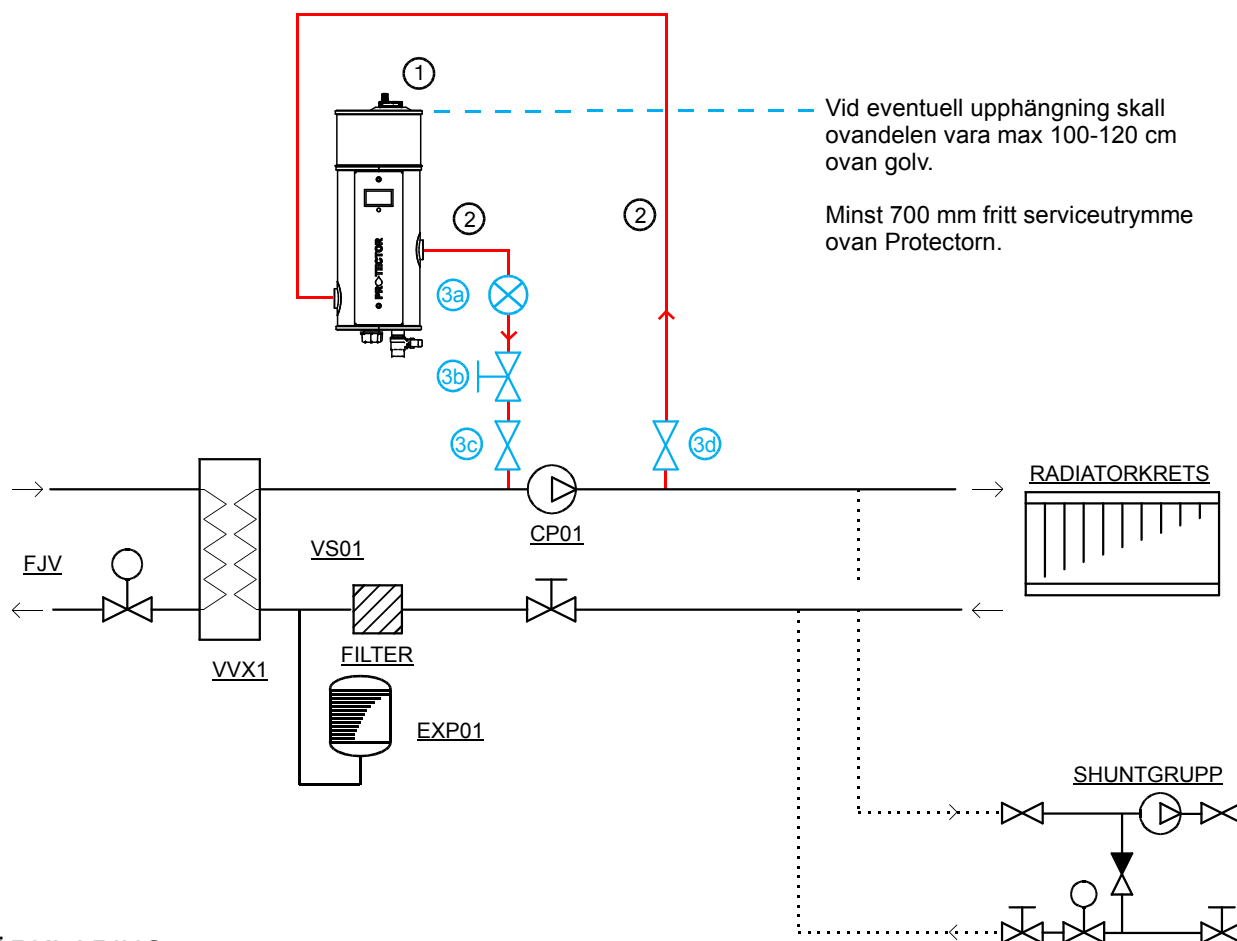 1
Vid eventuell upphängning skall
ovandelen vara max 100-120 cm
ovan golv.
Minst 700 mm fritt serviceutrymme
ovan Protectorn.
2
2
PROTECTOR
3a
3b
3c
3d
RADIATORKRETS
CP01
VS01
FJV
FILTER
VVX1
EXP01
SHUNTGRUPP